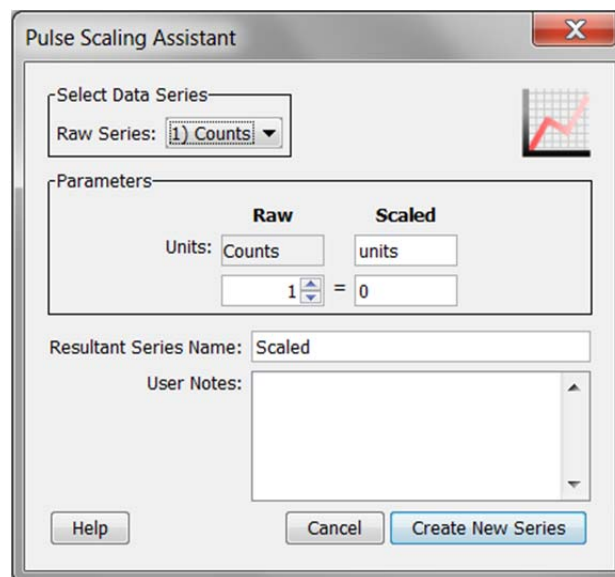 Pulse Scaling Assistant
Select Data Series
Raw Series: 1) Counts
Parameters
Raw Scaled
Units: Counts units
1 = 0
Resultant Series Name: Scaled
User Notes:
Help Cancel Create New Series